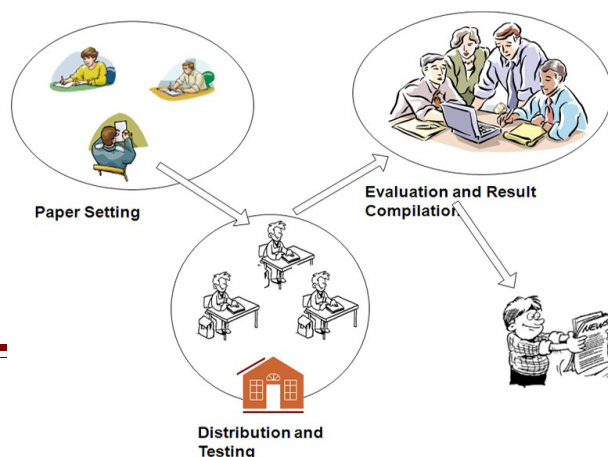 Paper Setting
Evaluation and Result
Compilation
NEWS
Distribution and
Testing